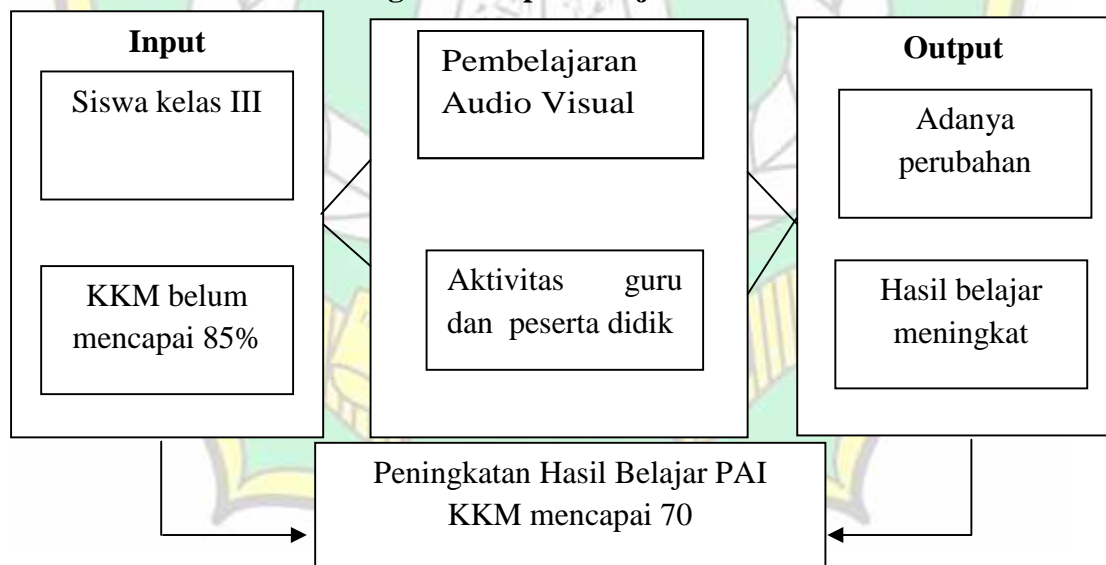 Input
Siswa kelas III
KKM belum
mencapai 85%
Pembelajaran
Audio Visual
Aktivitas guru
dan peserta didik
Output
Adanya
perubahan
Hasil belajar
meningkat
Peningkatan Hasil Belajar PAI
KKM mencapai 70